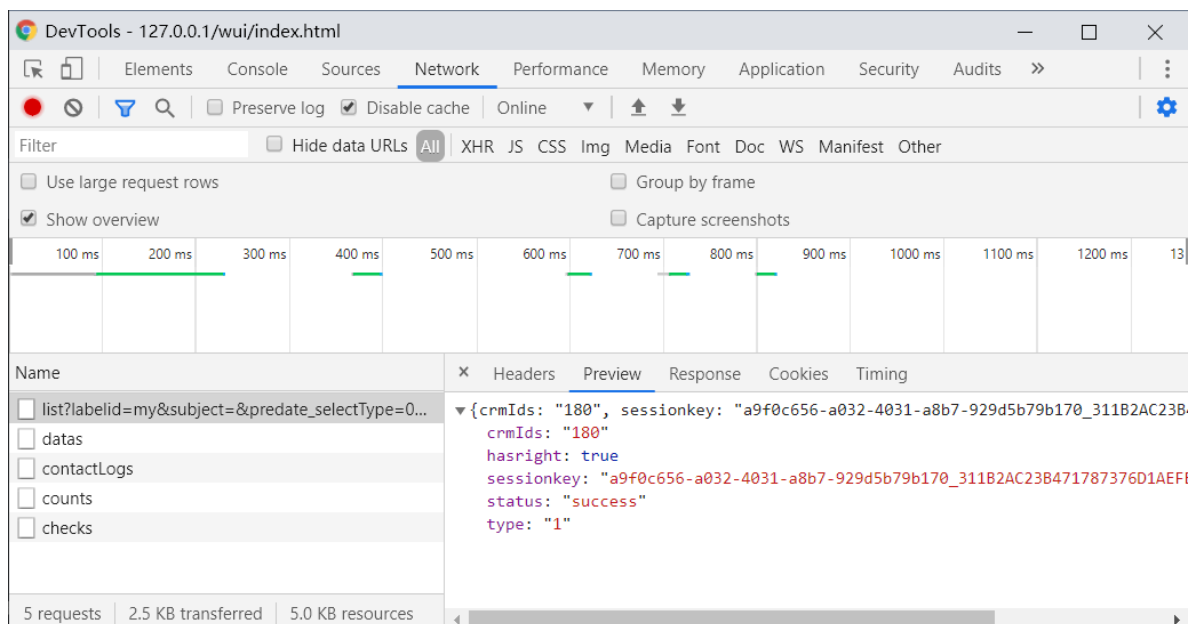 DevTools - 127.0.0.1/wui/index.html
Elements Console Sources Network Performance Memory Application Security Audits »
Preserve log Disable cache Online
Filter Hide data URLs All XHR JS CSS Img Media Font Doc WS Manifest Other
Use large request rows Group by frame
Show overview Capture screenshots
100 ms 200 ms 300 ms 400 ms 500 ms 600 ms 700 ms 800 ms 900 ms 1000 ms 1100 ms 1200 ms 13
Name × Headers Preview Response Cookies Timing
list?labelid=my&subject=&predate_selectType=0... ▼{crmIds: "180", sessionkey: "a9f0c656-a032-4031-a8b7-929d5b79b170_311B2AC23B4
crmIds: "180"
datas
hasright: true
contactLogs
sessionkey: "a9f0c656-a032-4031-a8b7-929d5b79b170_311B2AC23B471787376D1AEFE
counts
status: "success"
checks
type: "1"
5 requests 2.5 KB transferred 5.0 KB resources